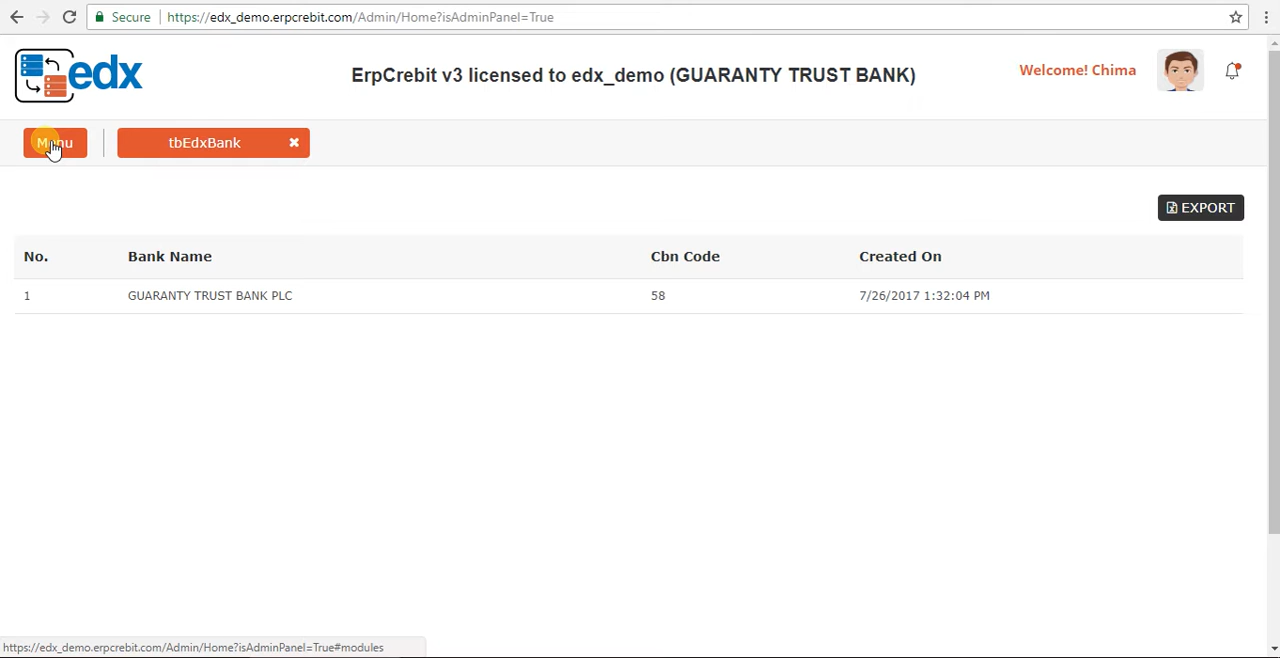 Secure https://edx_demo.erpcrebit.com/Admin/Home?isAdminPanel=True
edx
ErpCrebit v3 licensed to edx_demo (GUARANTY TRUST BANK)
Welcome! Chima
Menu
tbEdxBank
EXPORT
No. Bank Name Cbn Code Created On
1 GUARANTY TRUST BANK PLC 58 7/26/2017 1:32:04 PM
https://edx_demo.erpcrebit.com/Admin/Home?isAdminPanel=True#modules